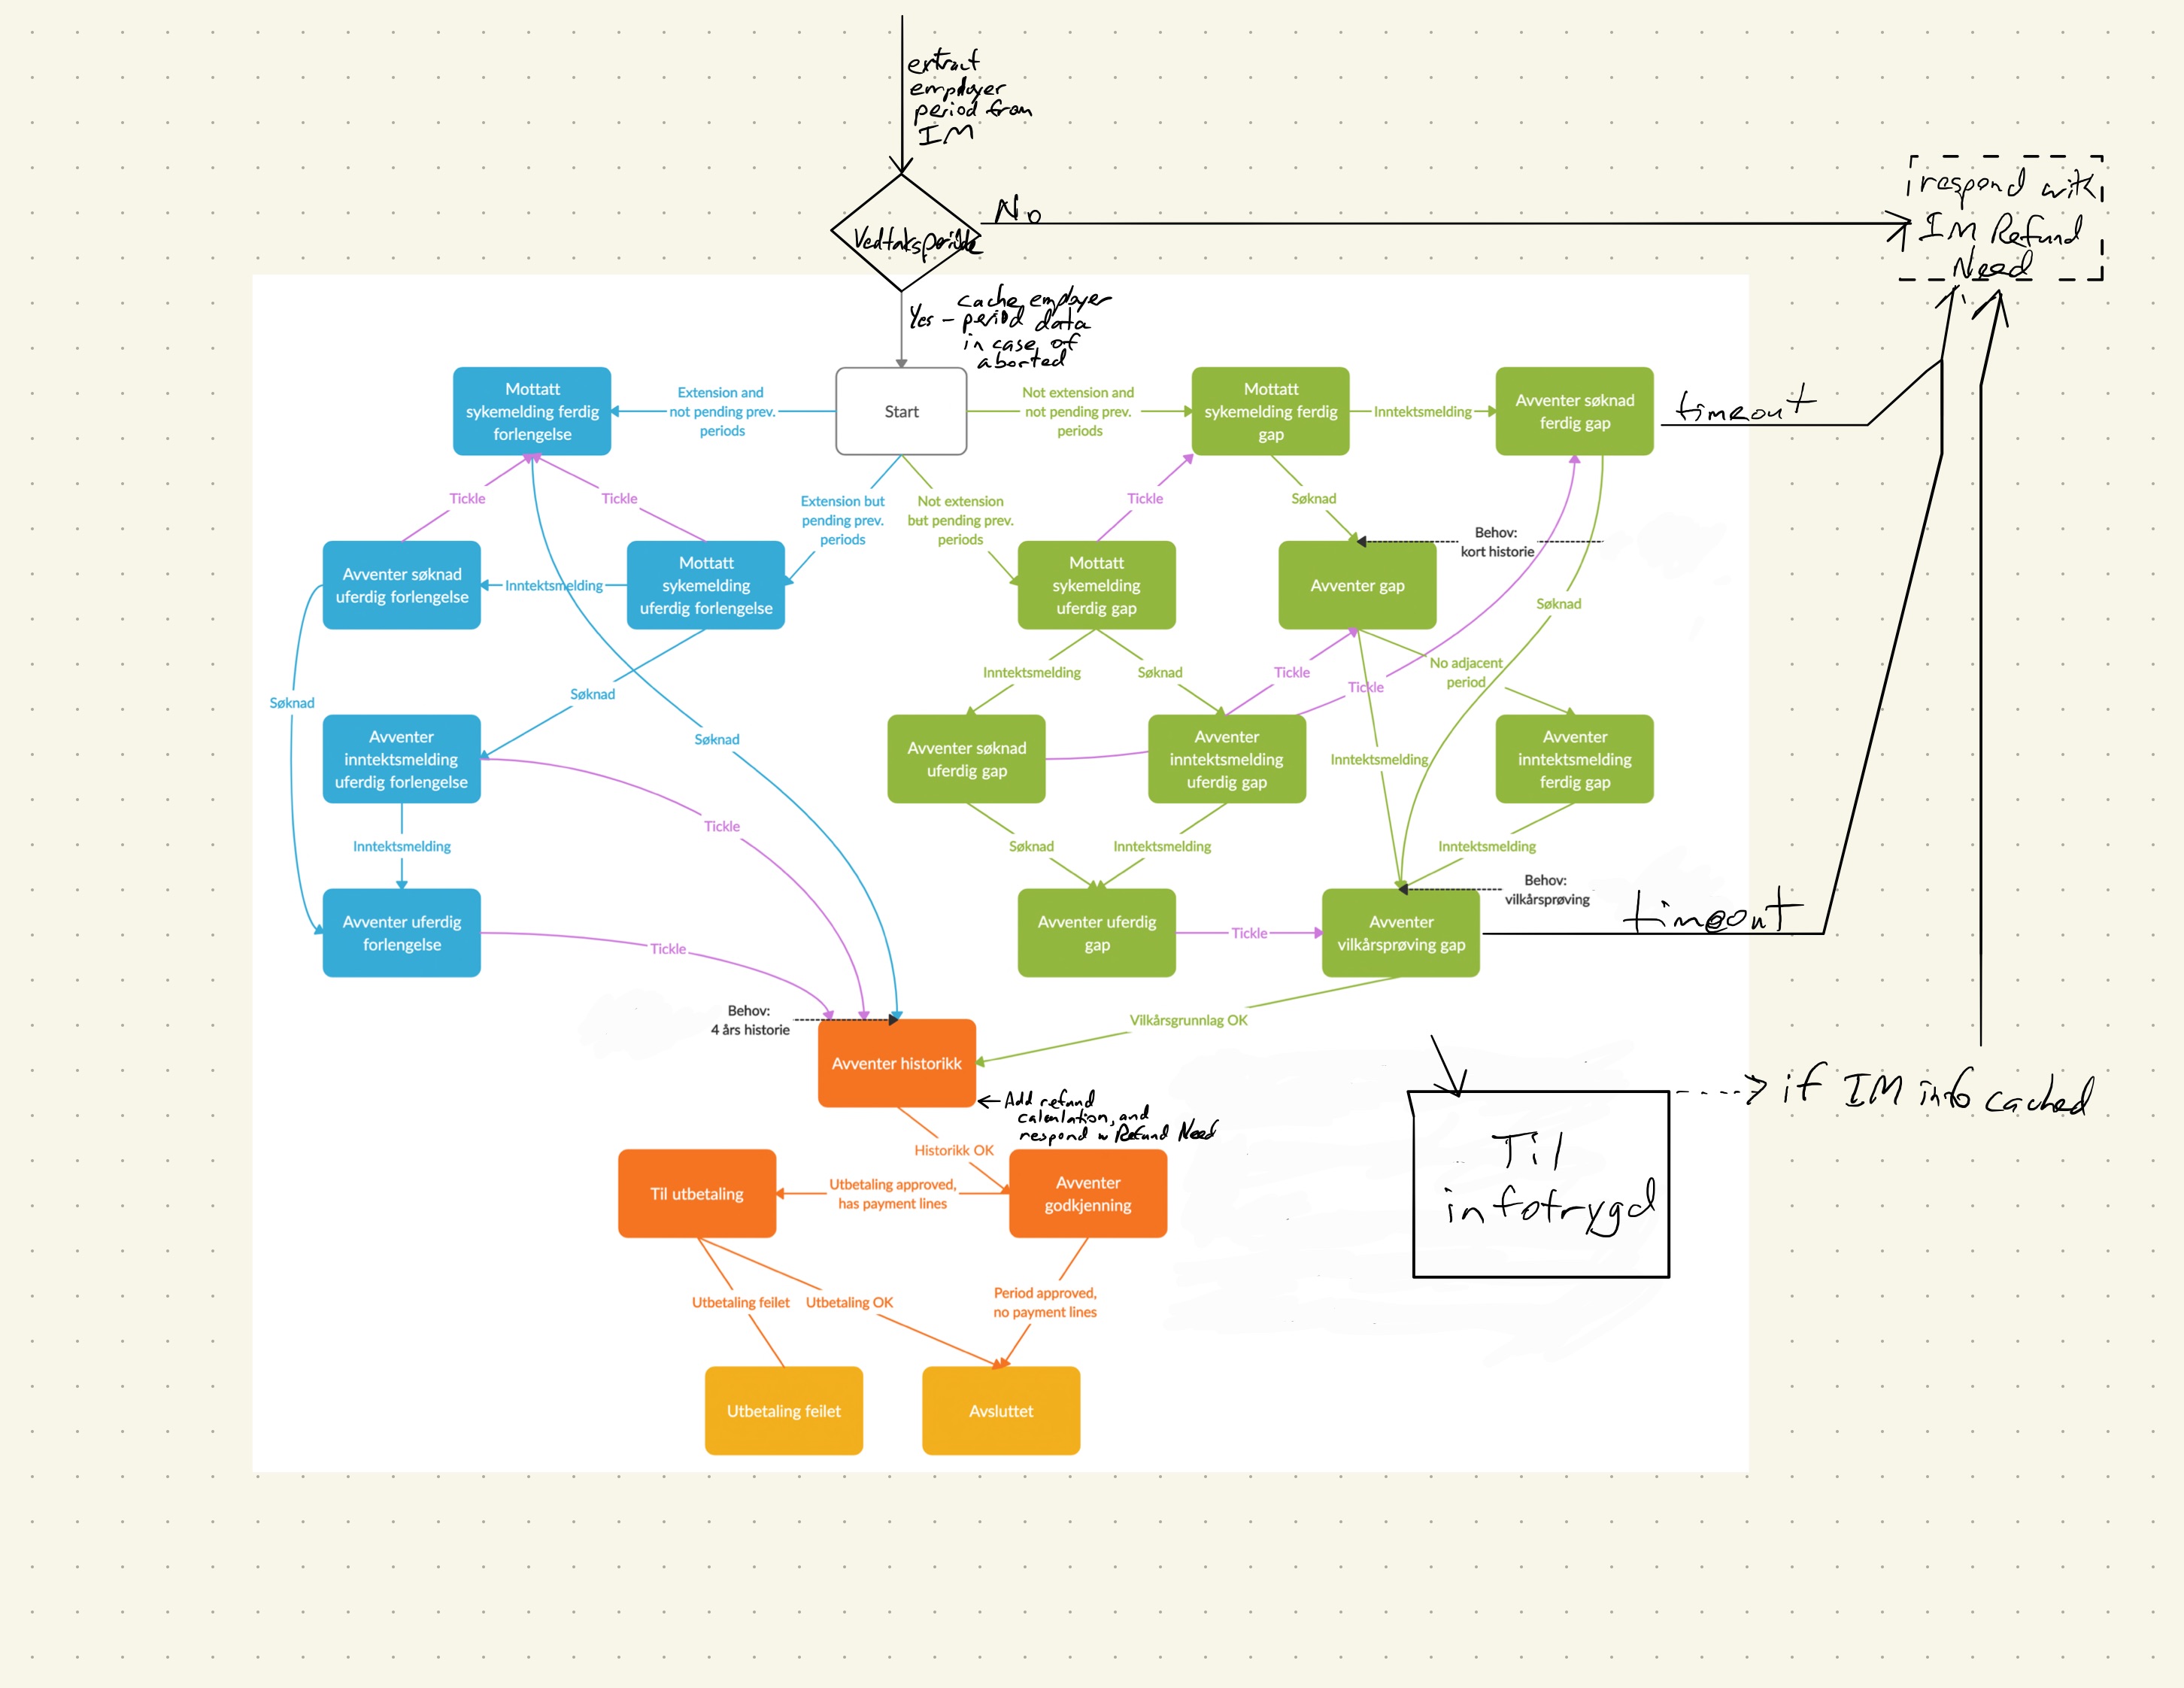 extract
employer
period from
IM
respond with
IM Refund
Need
No
Vedtaksperiode
Yes – cache employer
period data
in case of
aborted
Mottatt
sykemelding ferdig
forlengelse
Extension and
not pending prev.
periods
Start
Not extension and
not pending prev.
periods
Mottatt
sykemelding ferdig
gap
Inntektsmelding
Avventer søknad
ferdig gap
timeout
Tickle
Tickle
Extension but
pending prev.
periods
Not extension
but pending prev.
periods
Tickle
Søknad
Behov:
kort historie
Avventer søknad
uferdig forlengelse
Inntektsmelding
Mottatt
sykemelding
uferdig forlengelse
Mottatt
sykemelding
uferdig gap
Avventer gap
Søknad
Søknad
Søknad
Inntektsmelding
Søknad
Tickle
Tickle
No adjacent
period
Avventer
inntektsmelding
uferdig forlengelse
Søknad
Avventer søknad
uferdig gap
Avventer
inntektsmelding
uferdig gap
Inntektsmelding
Avventer
inntektsmelding
ferdig gap
Tickle
Inntektsmelding
Søknad
Inntektsmelding
Inntektsmelding
Behov:
vilkårsprøving
timeout
Avventer uferdig
forlengelse
Tickle
Avventer uferdig
gap
Tickle
Avventer
vilkårsprøving gap
Behov:
4 års historie
Vilkårsgrunnlag OK
Avventer historikk
Add refund
calculation, and
respond w Refund Need
if IM info cached
Til
infotrygd
Historikk OK
Til utbetaling
Utbetaling approved,
has payment lines
Avventer
godkjenning
Utbetaling feilet
Utbetaling OK
Period approved,
no payment lines
Utbetaling feilet
Avsluttet